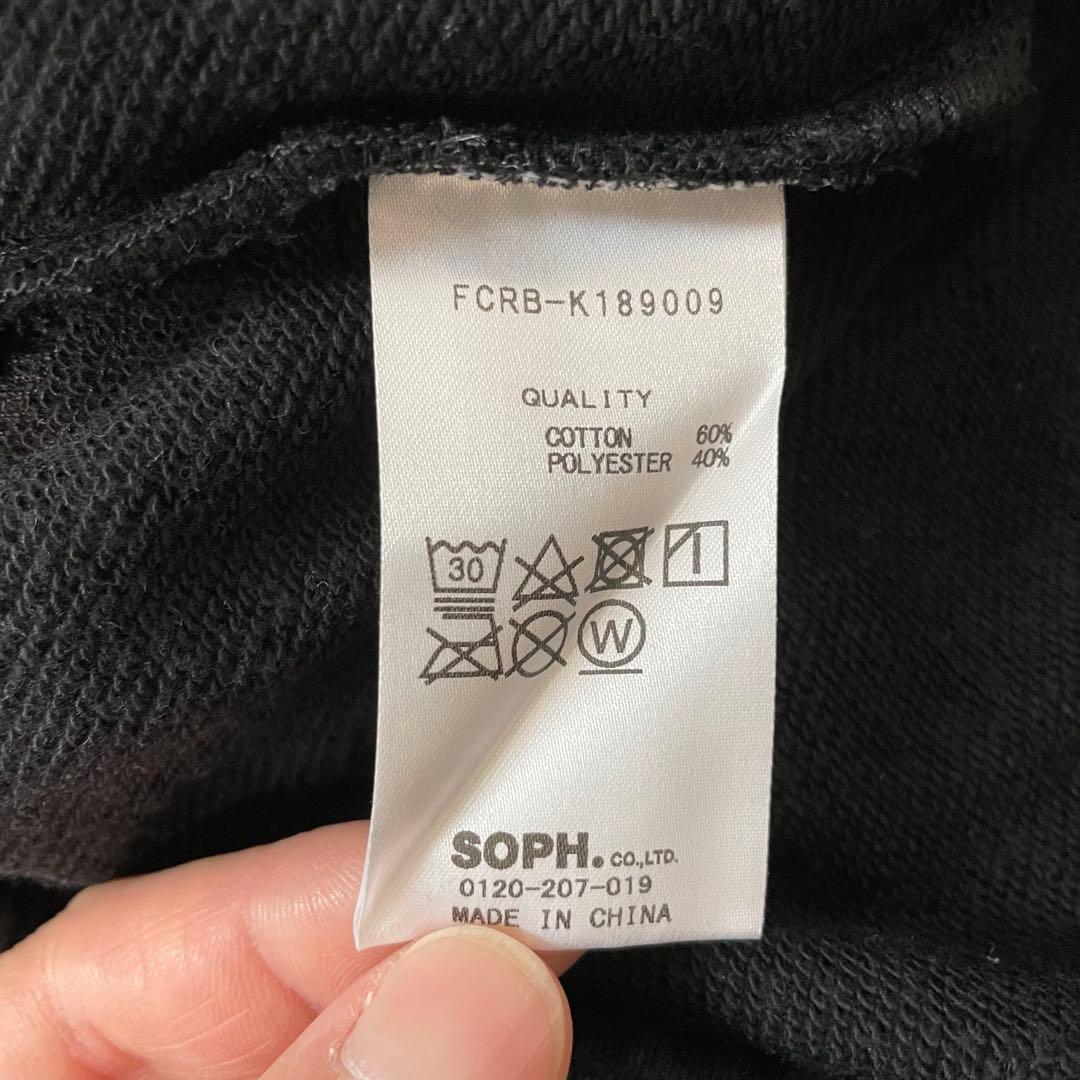 FCRB-K189009
QUALITY
COTTON 60%
POLYESTER 40%
30
W
SOPH. CO.,LTD.
0120-207-019
MADE IN CHINA